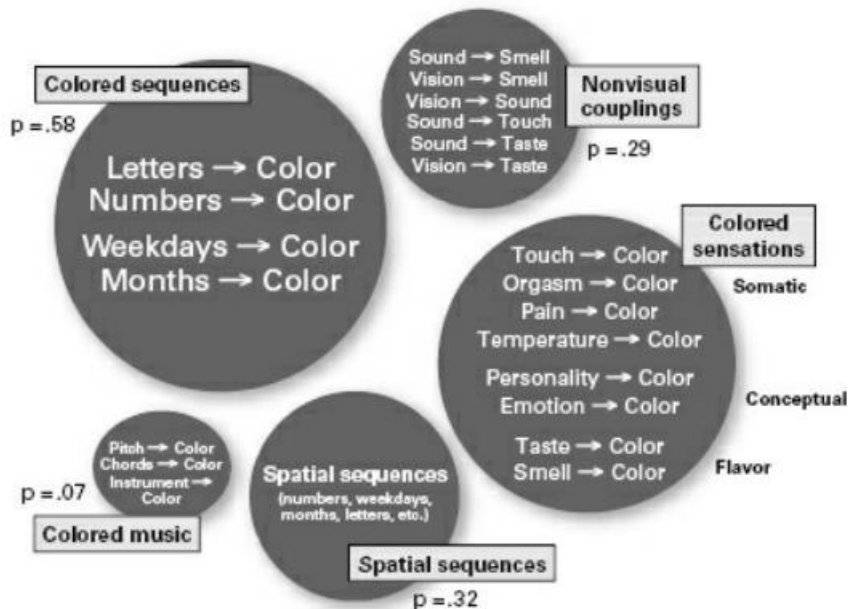 Colored sequences
p =.58
Letters → Color
Numbers → Color
Weekdays → Color
Months → Color
Sound → Smell
Vision → Smell
Vision → Sound
Sound → Touch
Sound → Taste
Vision → Taste
Nonvisual
couplings
p =.29
Colored
sensations
Touch → Color
Orgasm → Color
Pain → Color
Temperature → Color
Somatic
Personality → Color
Emotion → Color
Conceptual
Taste → Color
Smell → Color
Flavor
Pitch → Color
Chords → Color
Instrument →
Color
p =.07
Colored music
Spatial sequences
(numbers, weekdays,
months, letters, etc.)
Spatial sequences
p =.32